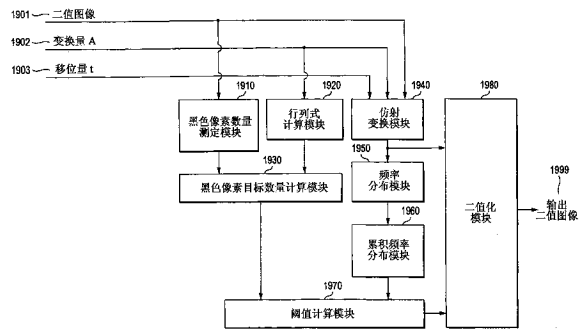 1901 二值图像
1902 变换量 A
1903 移位量 t
1910
1920
1940
1980
黑色像素数量
测定模块
行列式
计算模块
仿射
变换模块
1930
1950
黑色像素目标数量计算模块
频率
分布模块
1999
二值化
模块
输出
二值图像
1960
累积频率
分布模块
1970
阈值计算模块